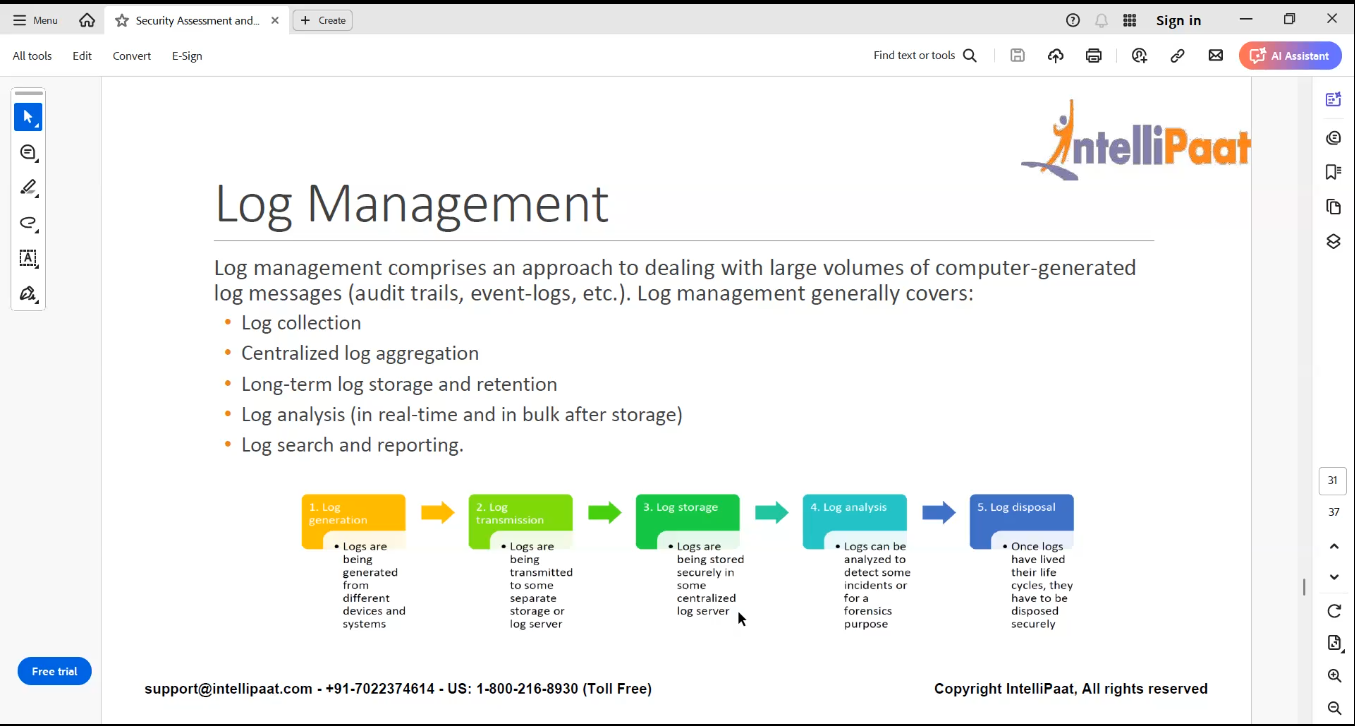 Menu
Security Assessment and...
Create
Sign in
All tools
Edit
Convert
E-Sign
Find text or tools
AI Assistant
IntelliPaat
Log Management
Log management comprises an approach to dealing with large volumes of computer-generated
log messages (audit trails, event-logs, etc.). Log management generally covers:
• Log collection
• Centralized log aggregation
• Long-term log storage and retention
• Log analysis (in real-time and in bulk after storage)
• Log search and reporting.
1. Log
generation
• Logs are
being
generated
from
different
devices and
systems
2. Log
transmission
• Logs are
being
transmitted
to some
separate
storage or
log server
3. Log storage
• Logs are
being stored
securely in
some
centralized
log server
4. Log analysis
• Logs can be
analyzed to
detect some
incidents or
for a
forensics
purpose
5. Log disposal
• Once logs
have lived
their life
cycles, they
have to be
disposed
securely
31
37
Free trial
support@intellipaat.com - +91-7022374614 - US: 1-800-216-8930 (Toll Free)
Copyright IntelliPaat, All rights reserved